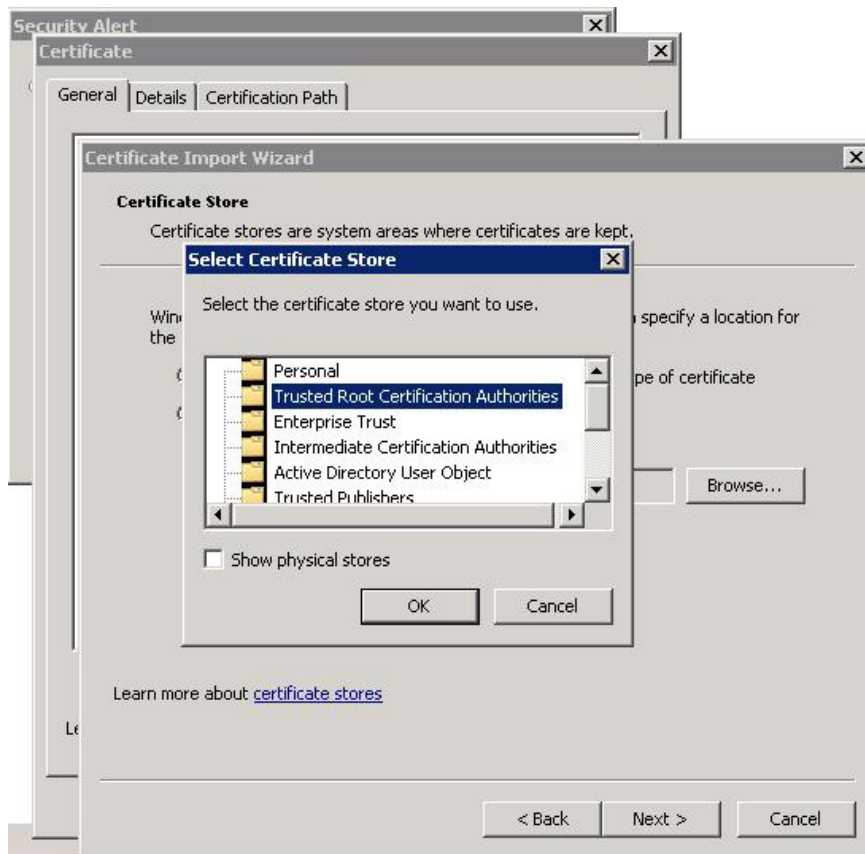 Security Alert
Certificate
General Details Certification Path
Certificate Import Wizard
Certificate Store
Certificate stores are system areas where certificates are kept.
Select Certificate Store
Select the certificate store you want to use.
specify a location for
the
Personal
pe of certificate
Trusted Root Certification Authorities
Enterprise Trust
Intermediate Certification Authorities
Active Directory User Object
Trusted Publishers
Browse...
Show physical stores
OK Cancel
Learn more about certificate stores
< Back Next > Cancel